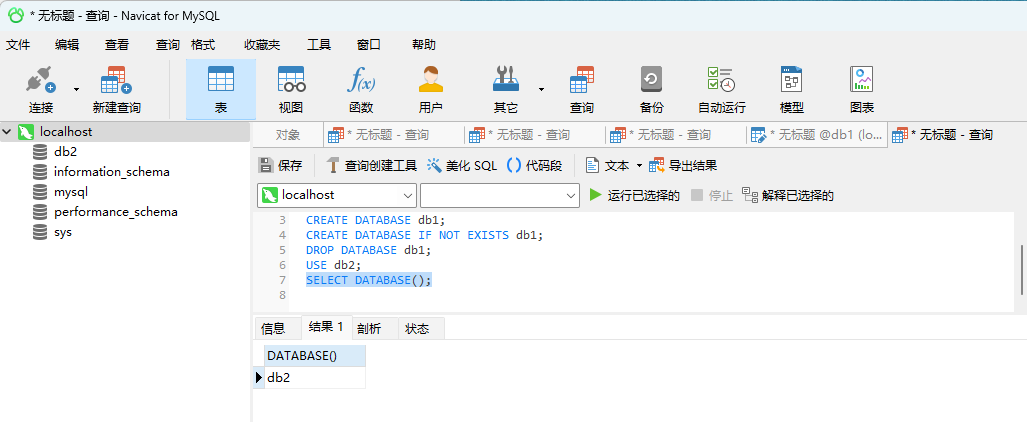 * 无标题 - 查询 - Navicat for MySQL
文件 编辑 查看 查询 格式 收藏夹 工具 窗口 帮助
连接 新建查询 表 视图 函数 用户 其它 查询 备份 自动运行 模型 图表
localhost
db2
information_schema
mysql
performance_schema
sys
对象 * 无标题 - 查询 * 无标题 - 查询 * 无标题 - 查询 * 无标题 @db1 (lo... * 无标题 - 查询
保存 查询创建工具 美化 SQL 代码段 文本 导出结果
localhost 运行已选择的 停止 解释已选择的
3 CREATE DATABASE db1;
4 CREATE DATABASE IF NOT EXISTS db1;
5 DROP DATABASE db1;
6 USE db2;
7 SELECT DATABASE();
8
信息 结果 1 剖析 状态
DATABASE()
db2